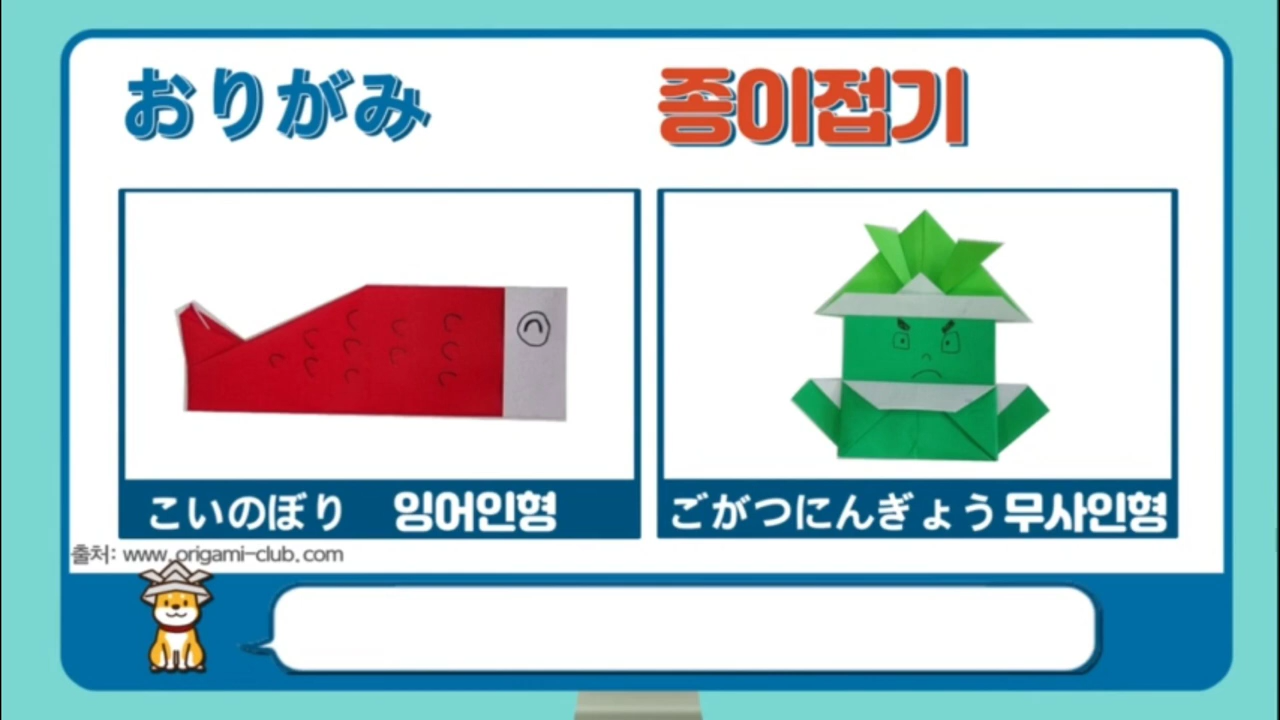 おりがみ 종이접기
こいのぼり 잉어인형
ごがつにんぎょう 무사인형
출처: www.origami-club.com